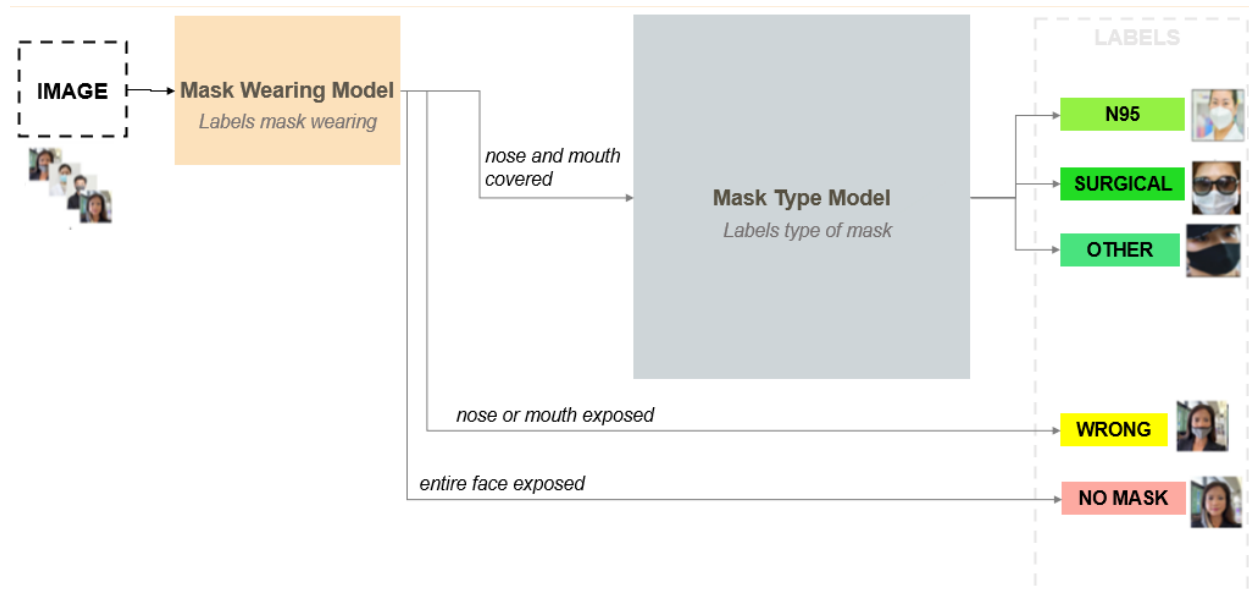 LABELS
IMAGE
Mask Wearing Model
Labels mask wearing
nose and mouth
covered
Mask Type Model
Labels type of mask
N95
SURGICAL
OTHER
nose or mouth exposed
WRONG
entire face exposed
NO MASK